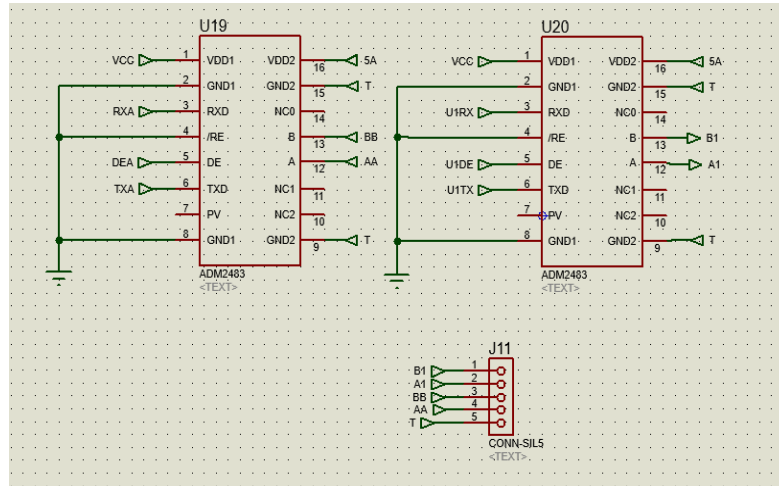 U19
VCC 1 VDD1 VDD2 16 5A
2 GND1 GND2 15 T
RXA 3 RXD NC0 14
4 /RE B 13 BB
DEA 5 DE A 12 AA
TXA 6 TXD NC1 11
7 PV NC2 10
8 GND1 GND2 9 T
ADM2483
<TEXT>
U20
VCC 1 VDD1 VDD2 16 5A
2 GND1 GND2 15 T
U1RX 3 RXD NC0 14
4 /RE B 13 B1
U1DE 5 DE A 12 A1
U1TX 6 TXD NC1 11
7 PV NC2 10
8 GND1 GND2 9 T
ADM2483
<TEXT>
J11
B1 1
A1 2
BB 3
AA 4
T 5
CONN-SIL5
<TEXT>